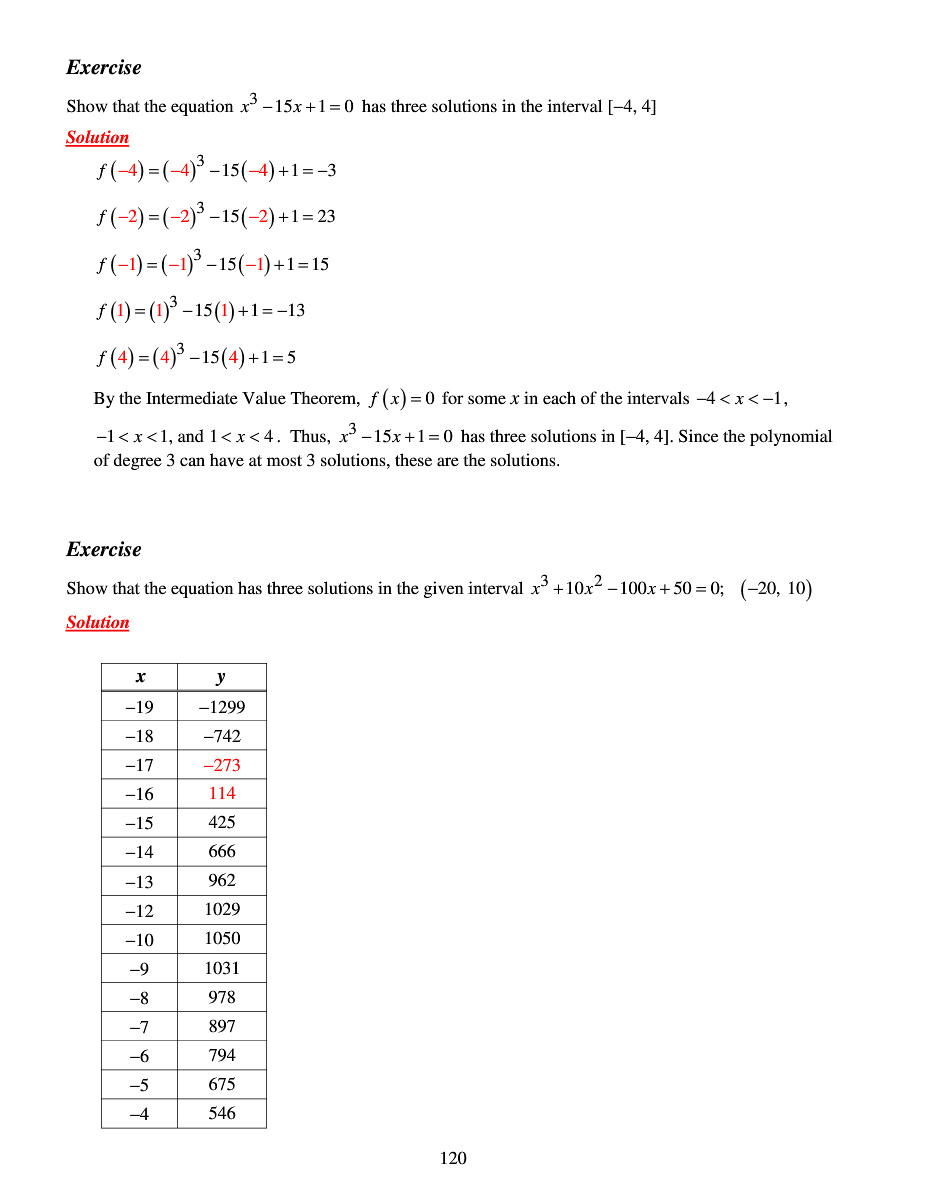 Exercise
Show that the equation x³ − 15x + 1 = 0 has three solutions in the interval [−4, 4]
Solution
f(−4) = (−4)³ − 15(−4) + 1 = −3
f(−2) = (−2)³ − 15(−2) + 1 = 23
f(−1) = (−1)³ − 15(−1) + 1 = 15
f(1) = (1)³ − 15(1) + 1 = −13
f(4) = (4)³ − 15(4) + 1 = 5
By the Intermediate Value Theorem, f(x) = 0 for some x in each of the intervals −4 < x < −1,
−1 < x < 1, and 1 < x < 4. Thus, x³ − 15x + 1 = 0 has three solutions in [−4, 4]. Since the polynomial
of degree 3 can have at most 3 solutions, these are the solutions.
Exercise
Show that the equation has three solutions in the given interval x³ + 10x² − 100x + 50 = 0; (−20, 10)
Solution
x y
−19 −1299
−18 −742
−17 −273
−16 114
−15 425
−14 666
−13 962
−12 1029
−10 1050
−9 1031
−8 978
−7 897
−6 794
−5 675
−4 546
120